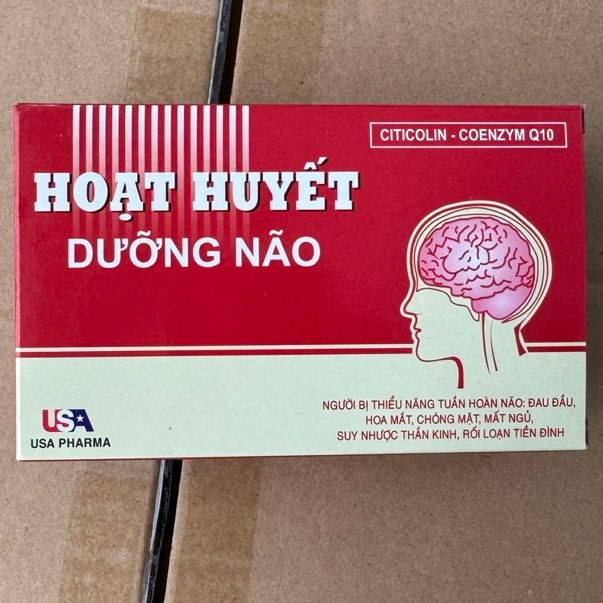 CITICOLIN - COENZYM Q10
HOẠT HUYẾT
DƯỠNG NÃO
NGƯỜI BỊ THIỂU NĂNG TUẦN HOÀN NÃO: ĐAU ĐẦU,
HOA MẮT, CHÓNG MẶT, MẤT NGỦ,
SUY NHƯỢC THẦN KINH, RỐI LOẠN TIỀN ĐÌNH
USA
USA PHARMA